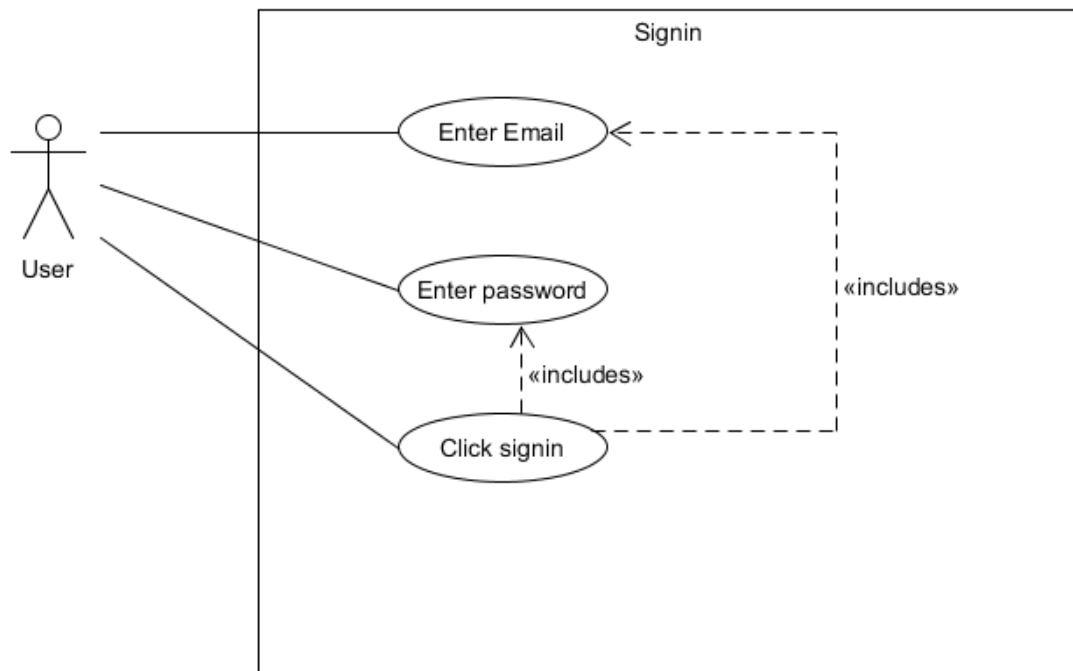 Signin
Enter Email
User
Enter password
«includes»
«includes»
Click signin